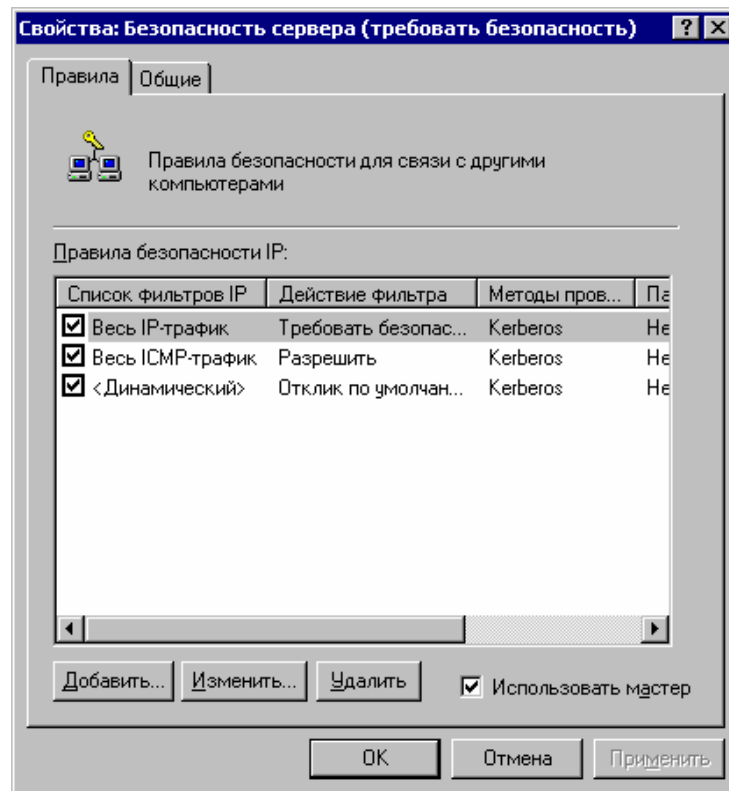 Свойства: Безопасность сервера (требовать безопасность)
Правила Общие
Правила безопасности для связи с другими
компьютерами
Правила безопасности IP:
Список фильтров IP Действие фильтра Методы пров... Па
Весь IP-трафик Требовать безопас... Kerberos Не
Весь ICMP-трафик Разрешить Kerberos Не
<Динамический> Отклик по умолчан... Kerberos Не
Добавить... Изменить... Удалить Использовать мастер
OK Отмена Применить